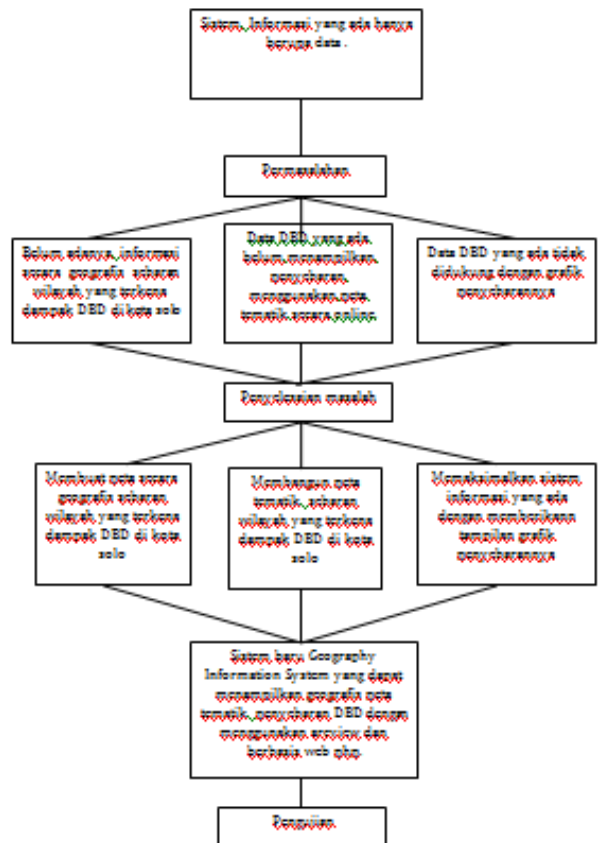 Sistem Informasi yang ada hanya
berupa data .
Permasalahan
Belum adanya informasi
secara geografis sebaran
wilayah yang terkena
dampak DBD di kota solo
Data DBD yang ada
belum menampilkan
penyebaran
menggunakan peta
tematik secara online.
Data DBD yang ada tidak
didukung dengan grafik
penyebarannya
Penyelesaian masalah
Membuat peta secara
geografis sebaran
wilayah yang terkena
dampak DBD di kota
solo
Membangun peta
tematik sebaran
wilayah yang terkena
dampak DBD di kota
solo
Memaksimalkan sistem
informasi yang ada
dengan memberikann
tampilan grafik
penyebarannya
Sistem baru Geography
Information System yang dapat
menampilkan geografis peta
tematik penyebaran DBD dengan
menggunakan arcview dan
berbasis web php.
Pengujian